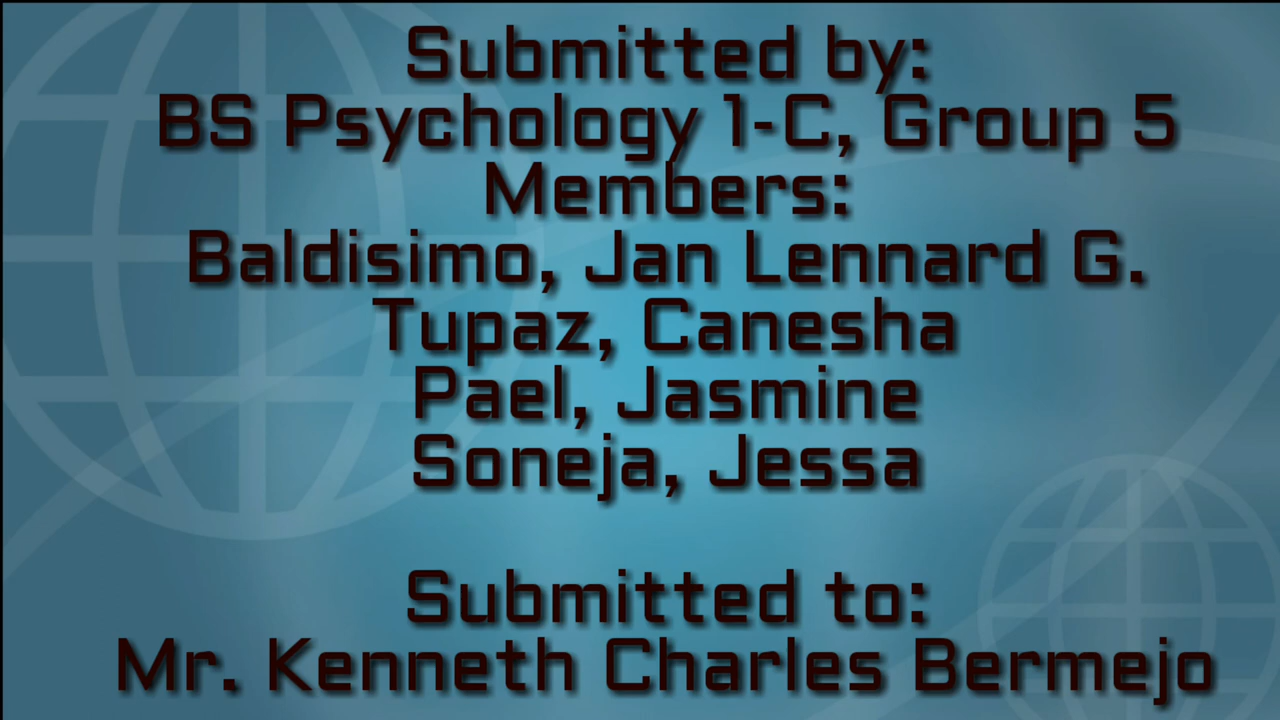 Submitted by:
BS Psychology 1-C, Group 5
Members:
Baldisimo, Jan Lennard G.
Tupaz, Canesha
Pael, Jasmine
Soneja, Jessa
Submitted to:
Mr. Kenneth Charles Bermejo